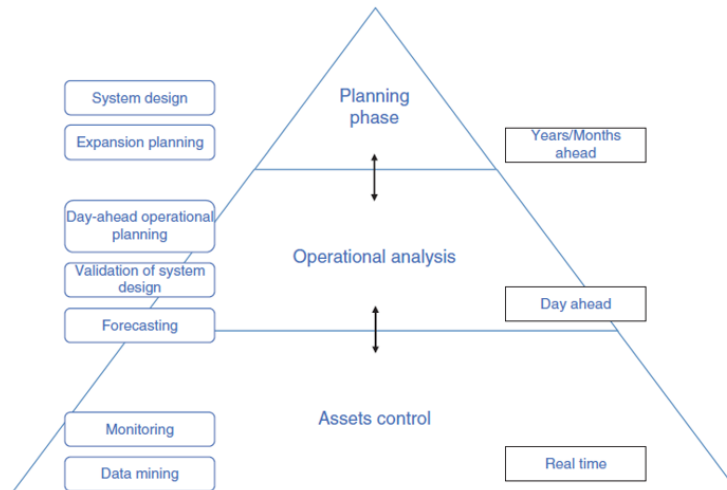 System design
Planning
phase
Expansion planning
Years/Months
ahead
Day-ahead operational
planning
Operational analysis
Validation of system
design
Day ahead
Forecasting
Assets control
Monitoring
Real time
Data mining